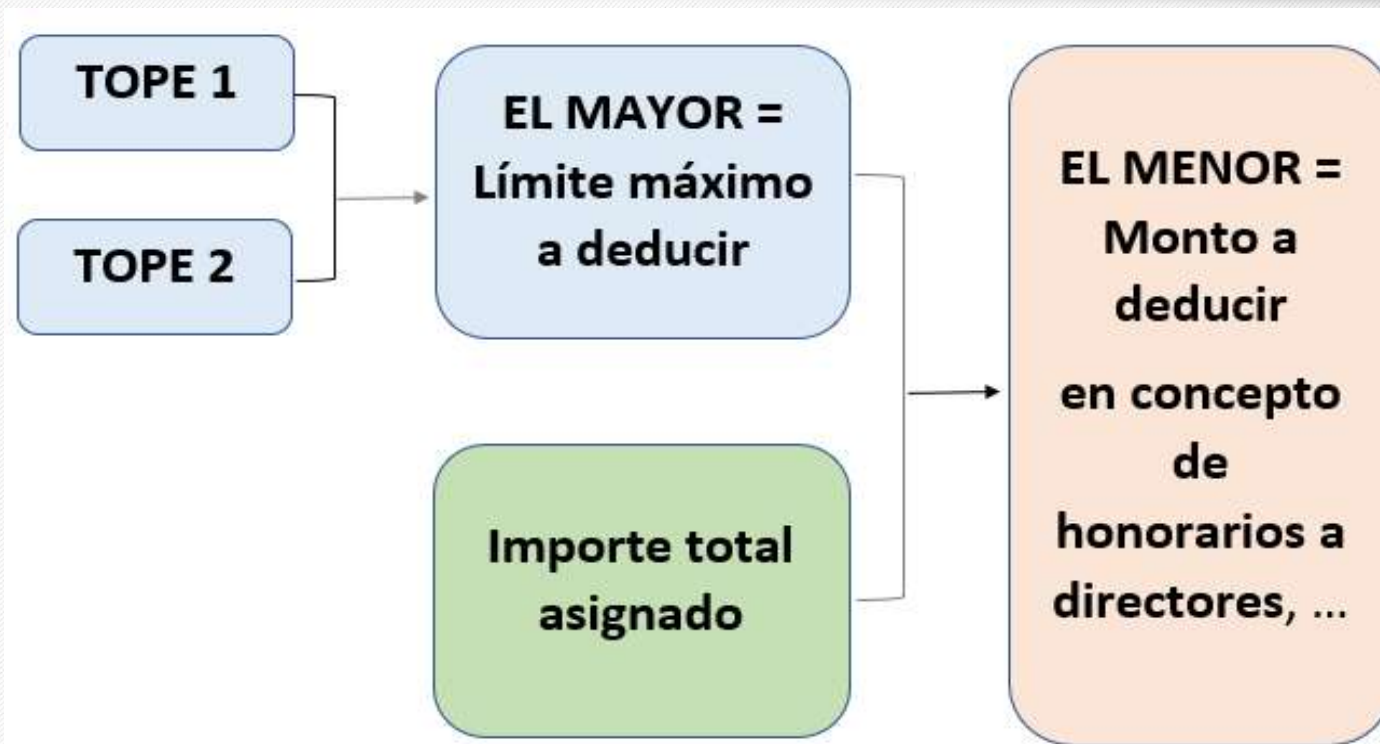 TOPE 1
TOPE 2
EL MAYOR =
Límite máximo
a deducir
Importe total
asignado
EL MENOR =
Monto a
deducir
en concepto
de
honorarios a
directores, ...